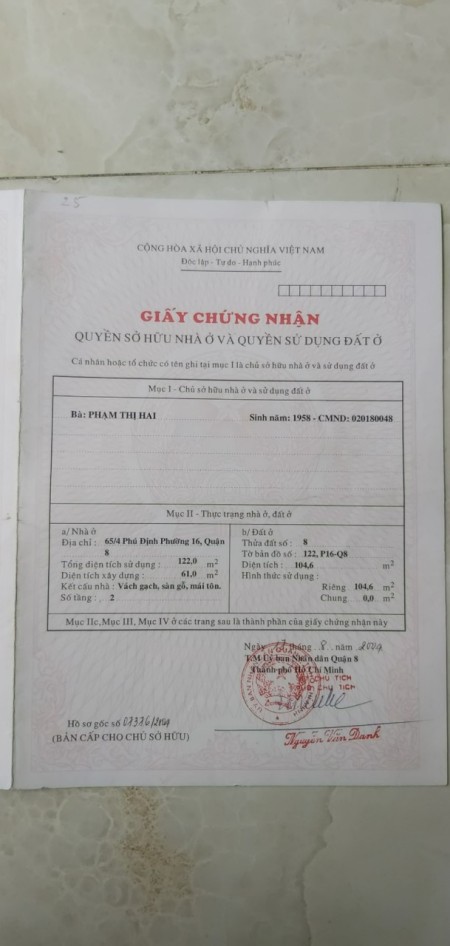 25
CỘNG HÒA XÃ HỘI CHỦ NGHĨA VIỆT NAM
Độc lập - Tự do - Hạnh phúc
GIẤY CHỨNG NHẬN
QUYỀN SỞ HỮU NHÀ Ở VÀ QUYỀN SỬ DỤNG ĐẤT Ở
Cá nhân hoặc tổ chức có tên ghi tại mục I là chủ sở hữu nhà ở và sử dụng đất ở
Mục I - Chủ sở hữu nhà ở và sử dụng đất ở
Bà: PHẠM THỊ HAI Sinh năm: 1958 - CMND: 020180048
Mục II - Thực trạng nhà ở, đất ở
a/ Nhà ở
Địa chỉ : 65/4 Phú Định Phường 16, Quận
8
Tổng diện tích sử dụng : 122,0 m2
Diện tích xây dựng : 61,0 m2
Kết cấu nhà : Vách gạch, sàn gỗ, mái tôn.
Số tầng : 2
b/ Đất ở
Thửa đất số : 8
Tờ bản đồ số : 122, P16-Q8
Diện tích : 104,6 m2
Hình thức sử dụng :
Riêng 104,6 m2
Chung 0,0 m2
Mục IIc, Mục III, Mục IV ở các trang sau là thành phần của giấy chứng nhận này
Ngày tháng 8 năm
T.M Ủy ban Nhân dân Quận 8
Thành phố Hồ Chí Minh
CHỦ TỊCH
CHỦ TỊCH
Hồ sơ gốc số
(BẢN CẤP CHO CHỦ SỞ HỮU)
Nguyễn Văn Danh